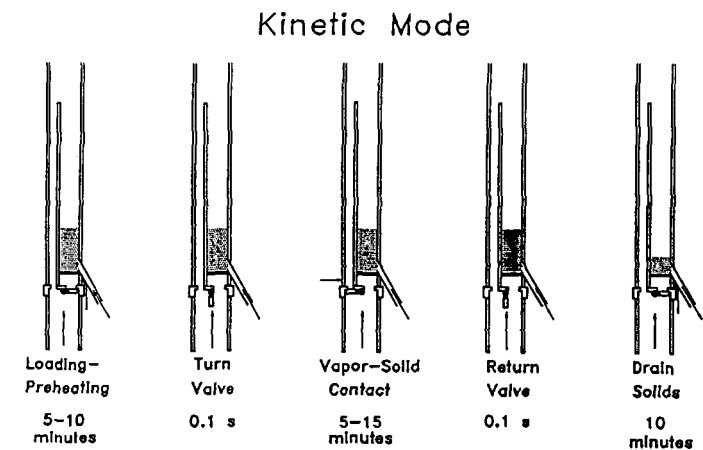 Kinetic Mode
Loading-
Preheating
5-10
minutes
Turn
Valve
0.1 s
Vapor-Solid
Contact
5-15
minutes
Return
Valve
0.1 s
Drain
Solids
10
minutes